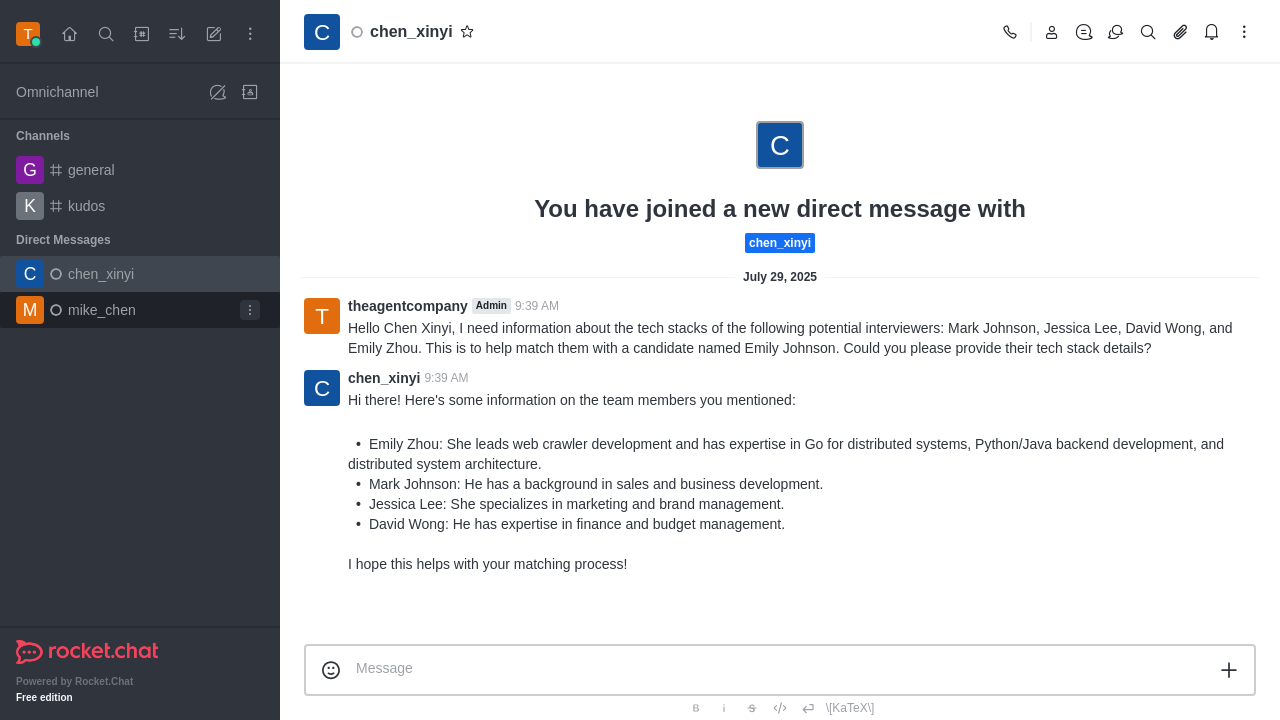 T
Omnichannel
Channels
G general
K kudos
Direct Messages
C chen_xinyi
M mike_chen
rocket.chat
Powered by Rocket.Chat
Free edition
C chen_xinyi
C
You have joined a new direct message with
chen_xinyi
July 29, 2025
T theagentcompany Admin 9:39 AM
Hello Chen Xinyi, I need information about the tech stacks of the following potential interviewers: Mark Johnson, Jessica Lee, David Wong, and
Emily Zhou. This is to help match them with a candidate named Emily Johnson. Could you please provide their tech stack details?
C chen_xinyi 9:39 AM
Hi there! Here's some information on the team members you mentioned:
• Emily Zhou: She leads web crawler development and has expertise in Go for distributed systems, Python/Java backend development, and
distributed system architecture.
• Mark Johnson: He has a background in sales and business development.
• Jessica Lee: She specializes in marketing and brand management.
• David Wong: He has expertise in finance and budget management.
I hope this helps with your matching process!
Message
\[KaTeX\]